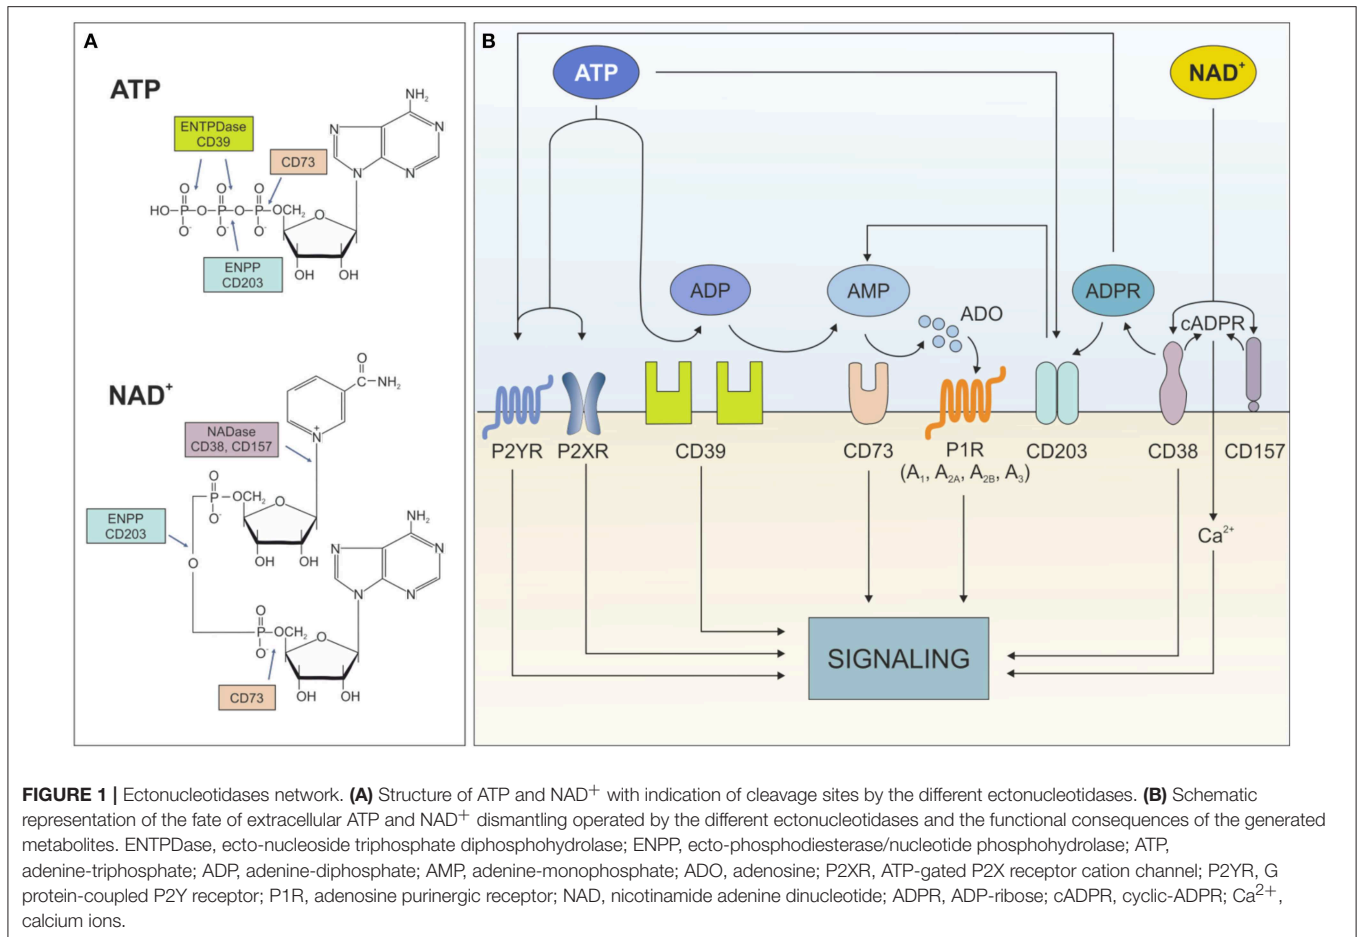 A
ATP
NH₂
ENTPDase
CD39
CD73
N
N
N
N
O
O
O
HO-P-O-P-O-P-OCH₂
O
O⁻
O⁻
O⁻
ENPP
CD203
OH
OH
NAD⁺
O
C-NH₂
NADase
CD38, CD157
N⁺
O
P-OCH₂
O
O⁻
ENPP
CD203
OH
OH
O
NH₂
N
N
N
N
O
P-OCH₂
O
O⁻
CD73
OH
OH
B
ATP
NAD⁺
ADP
AMP
ADO
ADPR
cADPR
P2YR
P2XR
CD39
CD73
P1R
(A₁, A₂A, A₂B, A₃)
CD203
CD38
CD157
Ca²⁺
SIGNALING
FIGURE 1 | Ectonucleotidases network. (A) Structure of ATP and NAD⁺ with indication of cleavage sites by the different ectonucleotidases. (B) Schematic
representation of the fate of extracellular ATP and NAD⁺ dismantling operated by the different ectonucleotidases and the functional consequences of the generated
metabolites. ENTPDase, ecto-nucleoside triphosphate diphosphohydrolase; ENPP, ecto-phosphodiesterase/nucleotide phosphohydrolase; ATP,
adenine-triphosphate; ADP, adenine-diphosphate; AMP, adenine-monophosphate; ADO, adenosine; P2XR, ATP-gated P2X receptor cation channel; P2YR, G
protein-coupled P2Y receptor; P1R, adenosine purinergic receptor; NAD, nicotinamide adenine dinucleotide; ADPR, ADP-ribose; cADPR, cyclic-ADPR; Ca²⁺,
calcium ions.